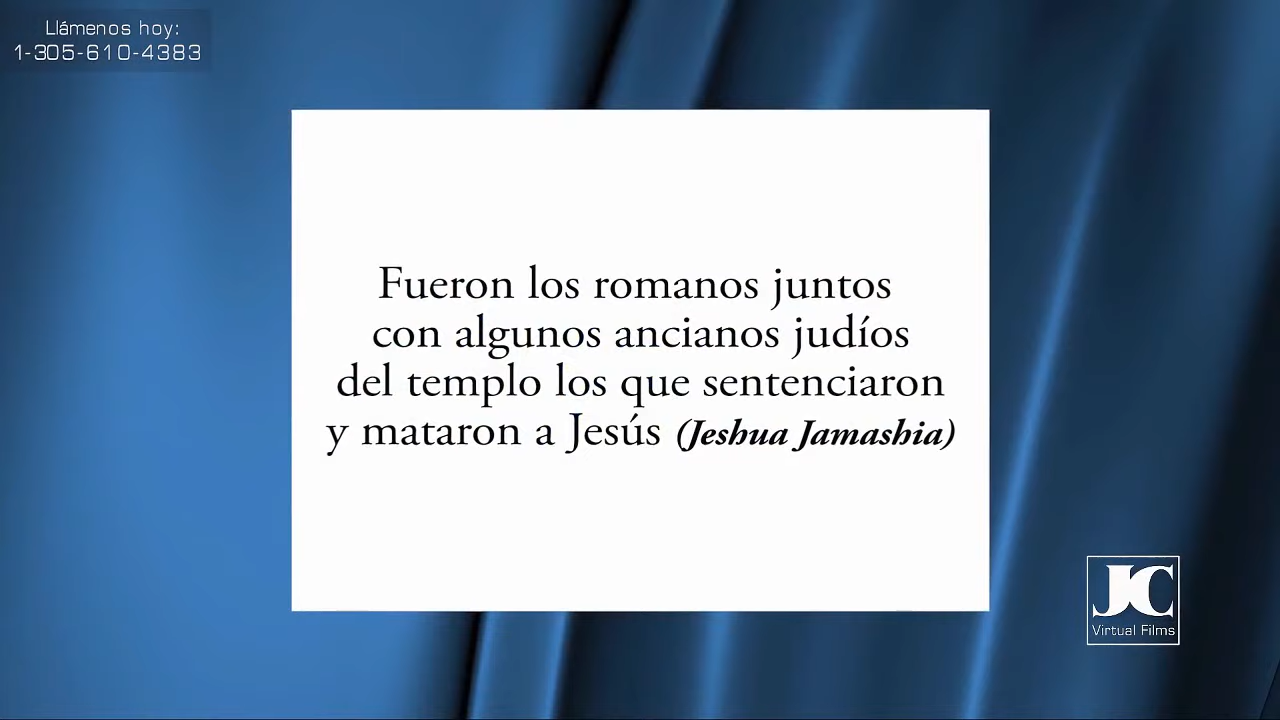 Llámenos hoy:
1-305-610-4383
Fueron los romanos juntos
con algunos ancianos judíos
del templo los que sentenciaron
y mataron a Jesús (Jeshua Jamashia)
JC
Virtual Films